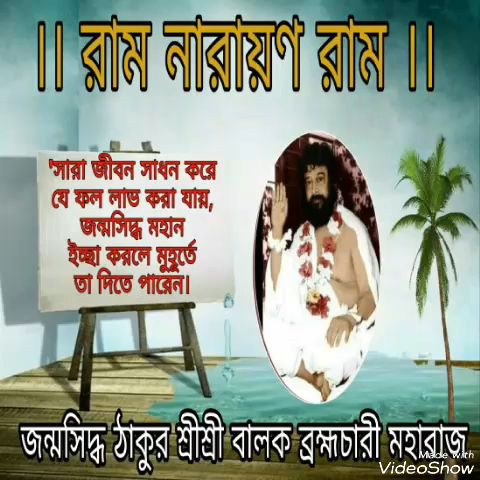 ।। রাম নারায়ণ রাম ।।
'সারা জীবন সাধন করে
যে ফল লাভ করা যায়,
জন্মসিদ্ধ মহান
ইচ্ছা করলে মুহূর্তে
তা দিতে পারেন।
জন্মসিদ্ধ ঠাকুর শ্রীশ্রী বালক ব্রহ্মচারী মহারাজ
Made With
VideoShow